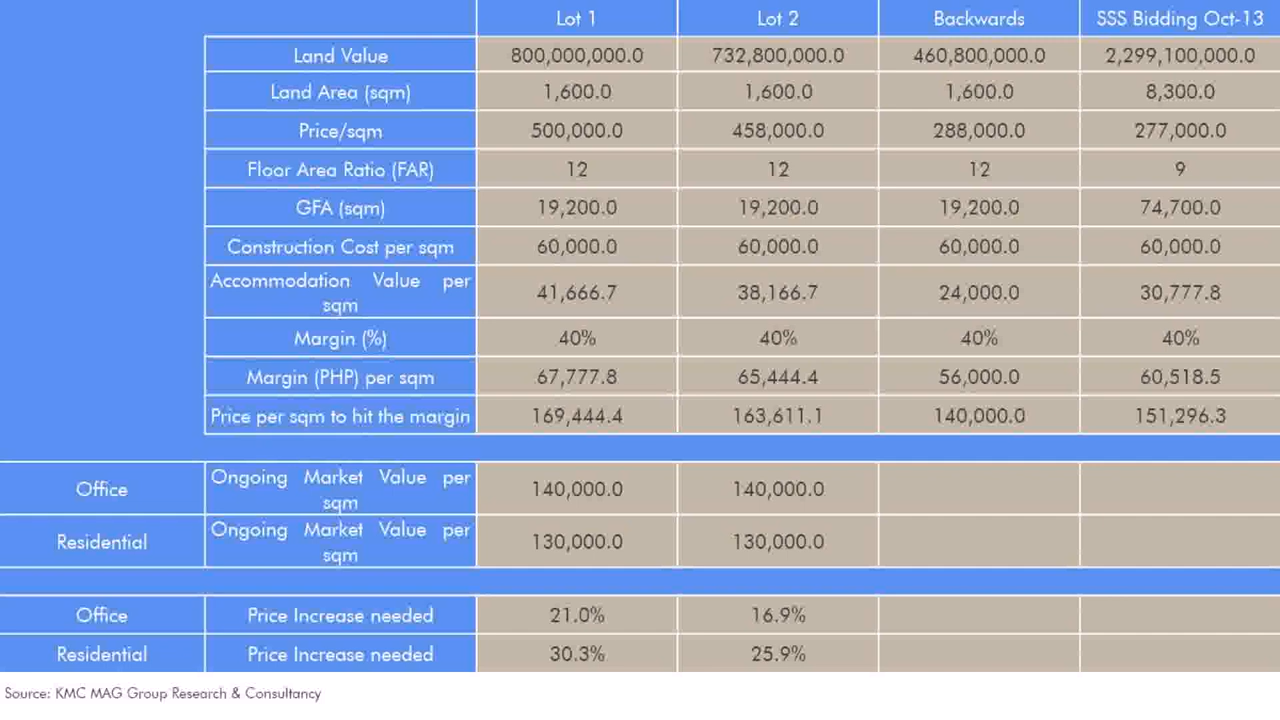 Lot 1 Lot 2 Backwards SSS Bidding Oct-13
Land Value 800,000,000.0 732,800,000.0 460,800,000.0 2,299,100,000.0
Land Area (sqm) 1,600.0 1,600.0 1,600.0 8,300.0
Price/sqm 500,000.0 458,000.0 288,000.0 277,000.0
Floor Area Ratio (FAR) 12 12 12 9
GFA (sqm) 19,200.0 19,200.0 19,200.0 74,700.0
Construction Cost per sqm 60,000.0 60,000.0 60,000.0 60,000.0
Accommodation Value per
sqm 41,666.7 38,166.7 24,000.0 30,777.8
Margin (%) 40% 40% 40% 40%
Margin (PHP) per sqm 67,777.8 65,444.4 56,000.0 60,518.5
Price per sqm to hit the margin 169,444.4 163,611.1 140,000.0 151,296.3
Office Ongoing Market Value per
sqm 140,000.0 140,000.0
Residential Ongoing Market Value per
sqm 130,000.0 130,000.0
Office Price Increase needed 21.0% 16.9%
Residential Price Increase needed 30.3% 25.9%
Source: KMC MAG Group Research & Consultancy